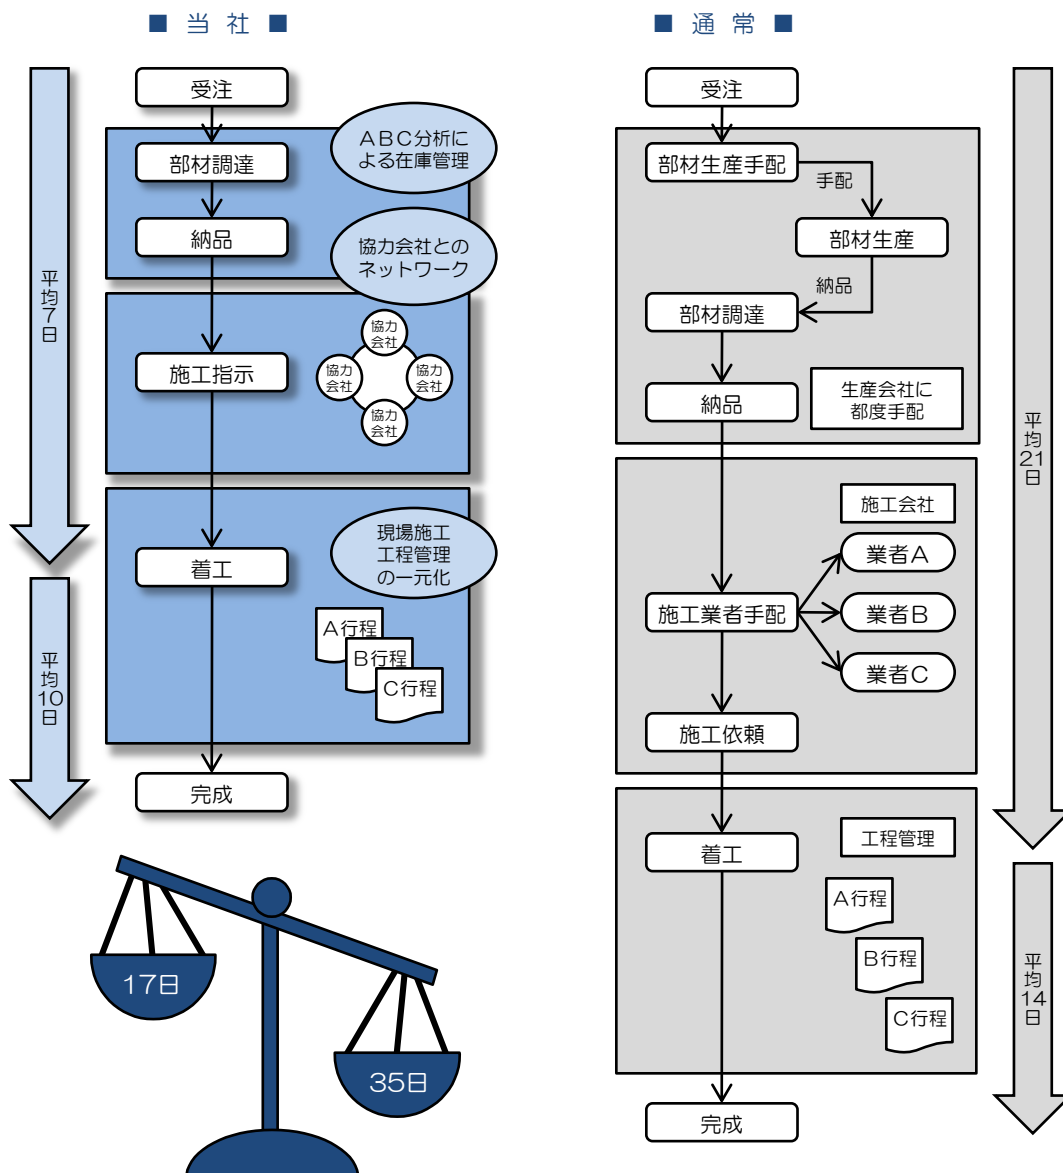 ■ 当 社 ■
受注
ABC分析に
よる在庫管理
部材調達
納品
協力会社との
ネットワーク
平均7日
施工指示
協力
会社
協力
会社
協力
会社
協力
会社
着工
現場施工
工程管理
の一元化
A行程
B行程
C行程
平均10日
完成
17日
35日
■ 通 常 ■
受注
部材生産手配
手配
部材生産
納品
部材調達
納品
生産会社に
都度手配
平均21日
施工会社
業者A
施工業者手配
業者B
業者C
施工依頼
着工
工程管理
A行程
B行程
C行程
平均14日
完成